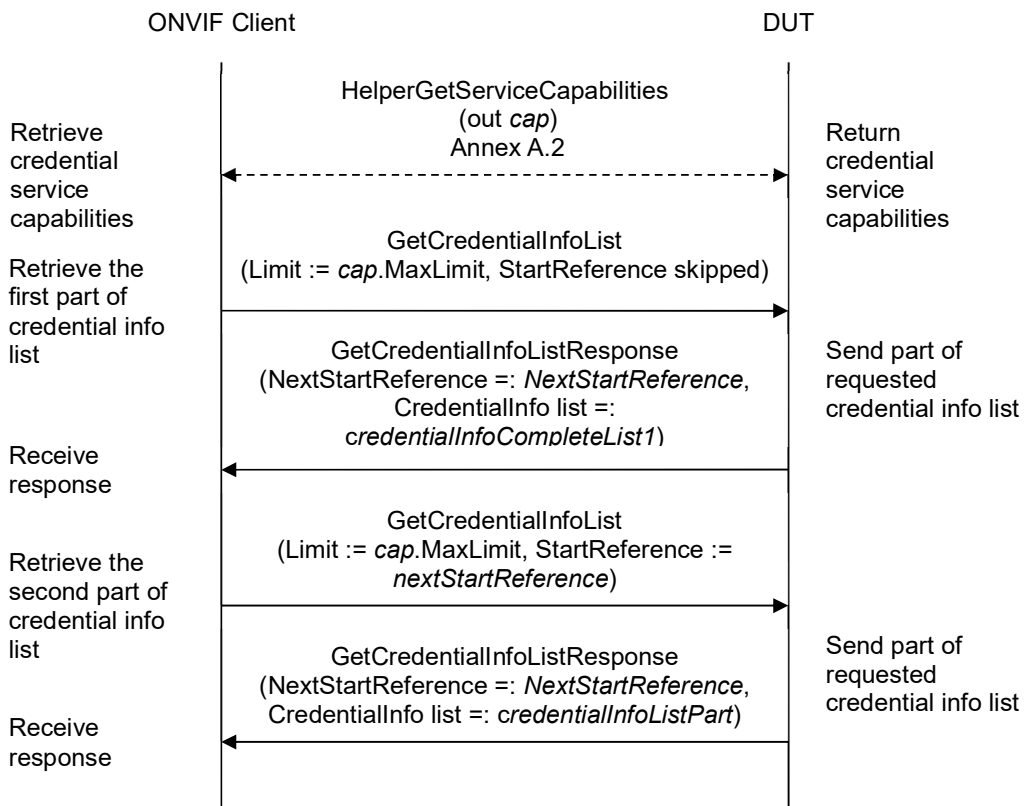 ONVIF Client
DUT
HelperGetServiceCapabilities
(out cap)
Annex A.2
Retrieve
credential
service
capabilities
Return
credential
service
capabilities
GetCredentialInfoList
(Limit := cap.MaxLimit, StartReference skipped)
Retrieve the
first part of
credential info
list
GetCredentialInfoListResponse
(NextStartReference =: NextStartReference,
CredentialInfo list =:
credentialInfoCompleteList1)
Send part of
requested
credential info list
Receive
response
GetCredentialInfoList
(Limit := cap.MaxLimit, StartReference :=
nextStartReference)
Retrieve the
second part of
credential info
list
GetCredentialInfoListResponse
(NextStartReference =: NextStartReference,
CredentialInfo list =: credentialInfoListPart)
Send part of
requested
credential info list
Receive
response